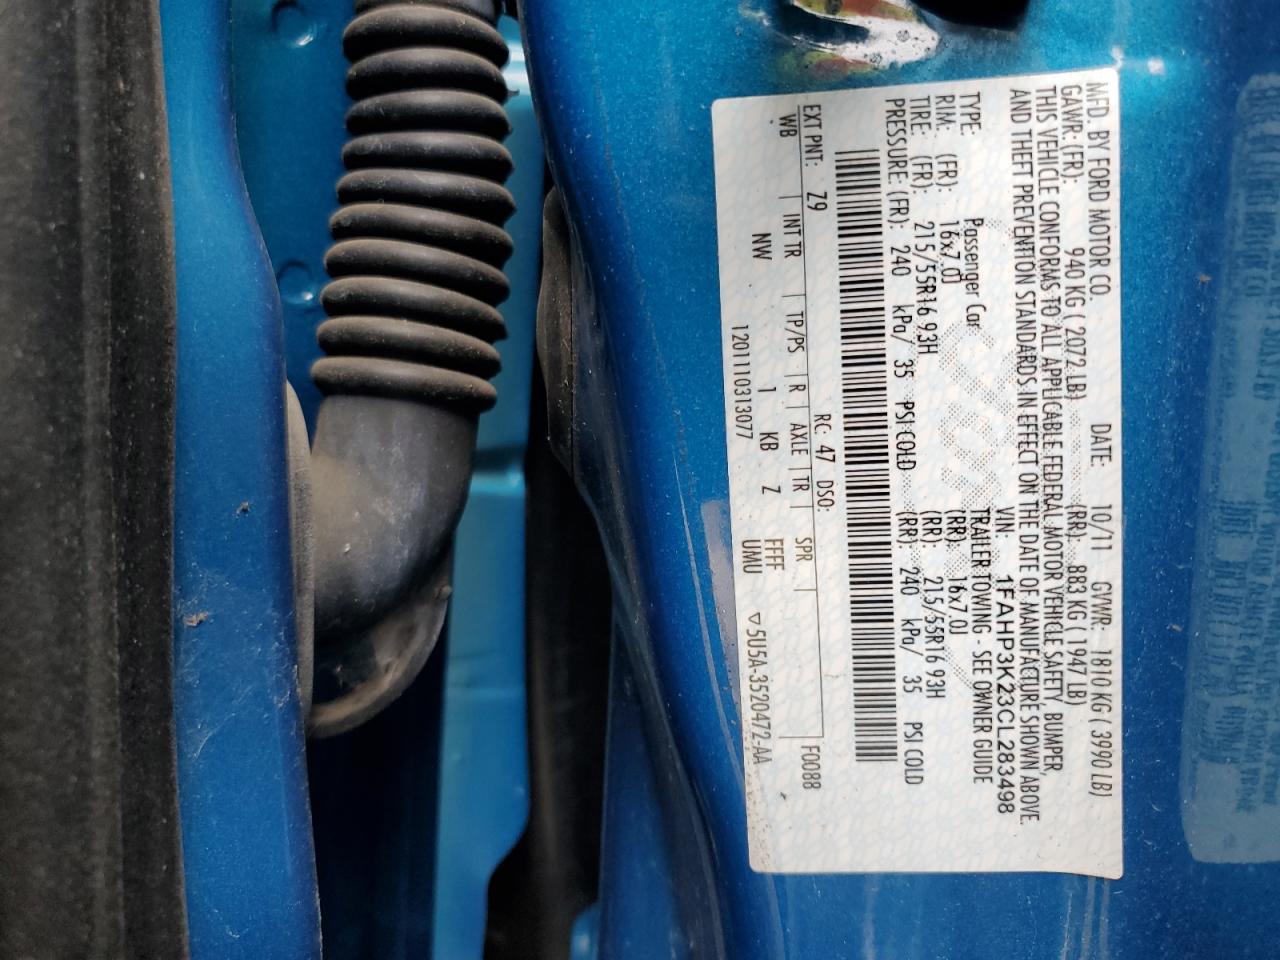 MFD. BY FORD MOTOR CO. DATE: 10/11 GVWR: 1810 KG ( 3990 LB)
GAWR: (FR): 940 KG ( 2072 LB) (RR): 883 KG ( 1947 LB)
THIS VEHICLE CONFORMS TO ALL APPLICABLE FEDERAL MOTOR VEHICLE SAFETY, BUMPER,
AND THEFT PREVENTION STANDARDS IN EFFECT ON THE DATE OF MANUFACTURE SHOWN ABOVE.
VIN: 1FAHP3K23CL283498
TYPE: Passenger Car TRAILER TOWING - SEE OWNER GUIDE
RIM: (FR): 16x7.0J (RR): 16x7.0J
TIRE: (FR): 215/55R16 93H (RR): 215/55R16 93H
PRESSURE: (FR): 240 kPa/ 35 PSI COLD (RR): 240 kPa/ 35 PSI COLD
RC: 47 DSO:
EXT PNT: Z9 F0088
WB INT TR TP/PS R AXLE TR SPR
NW 1 KB Z FFFF
UMU ▽5U5A-3520472-AA
1201110313077